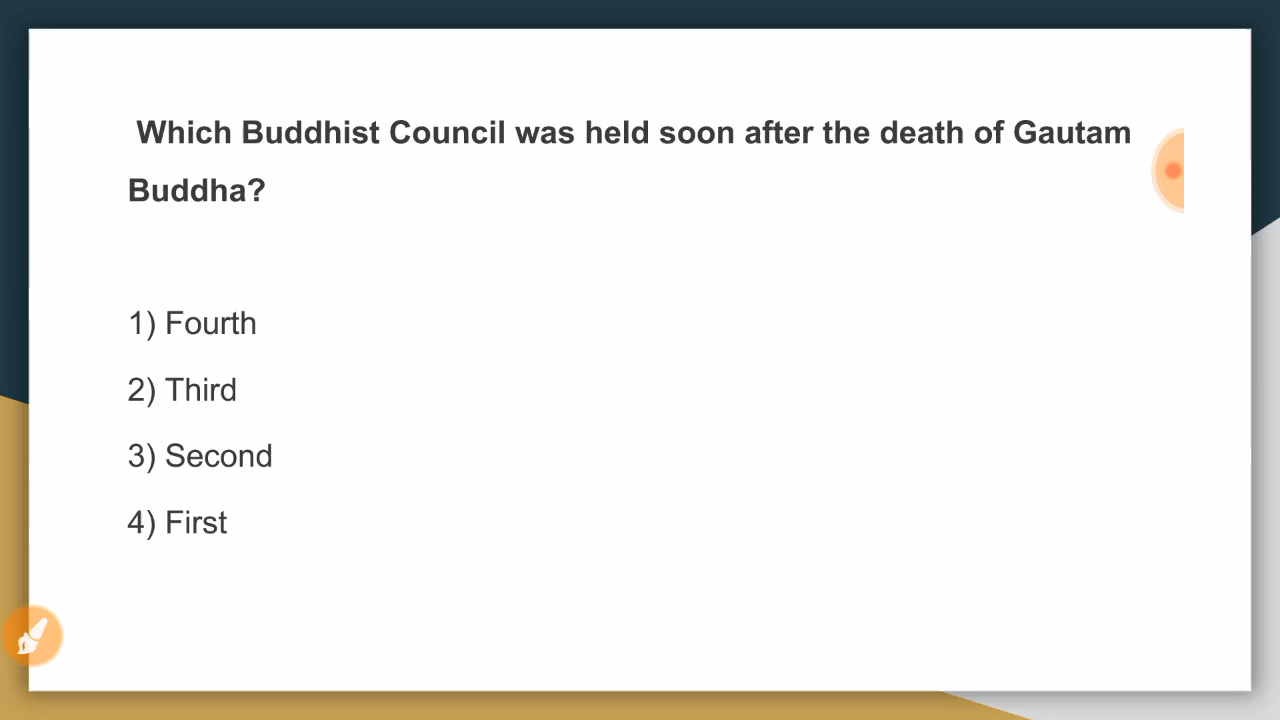 Which Buddhist Council was held soon after the death of Gautam
Buddha?
1) Fourth
2) Third
3) Second
4) First